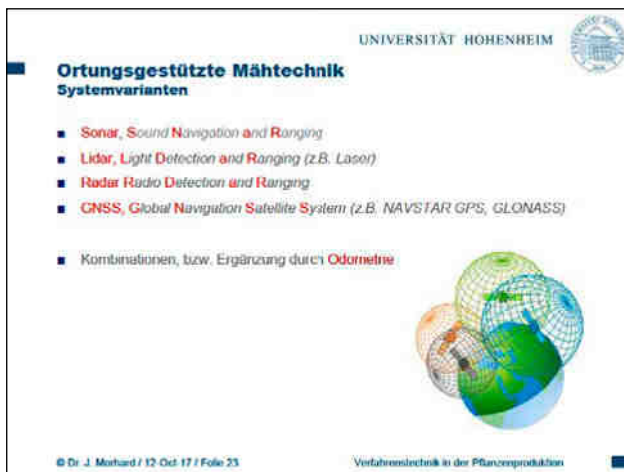 UNIVERSITÄT HOHENHEIM
Ortungsgestützte Mähtechnik
Systemvarianten
Sonar, Sound Navigation and Ranging
Lidar, Light Detection and Ranging (z.B. Laser)
Radar Radio Detection and Ranging
GNSS, Global Navigation Satellite System (z.B. NAVSTAR GPS, GLONASS)
Kombinationen, bzw. Ergänzung durch Odometrie
© Dr. J. Morhard / 12-Oct-17 / Folie 23
Verfahrenstechnik in der Pflanzenproduktion